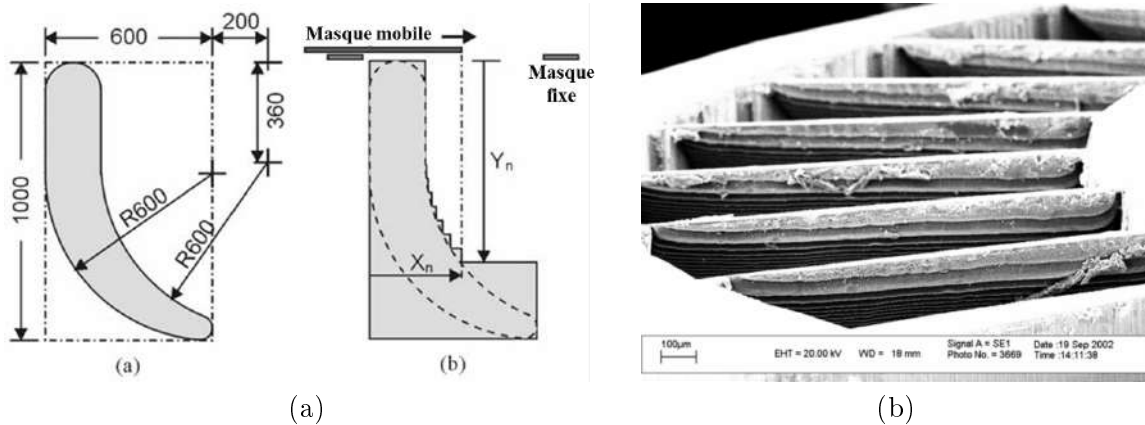 600
200
1000
360
R600
R600
(a)
Masque mobile
Masque
fixe
Yn
Xn
(b)
100µm
EHT = 20.00 kV
WD = 18 mm
Signal A = SE1
Photo No. = 3669
Date :19 Sep 2002
Time :14:11:38
(a)
(b)